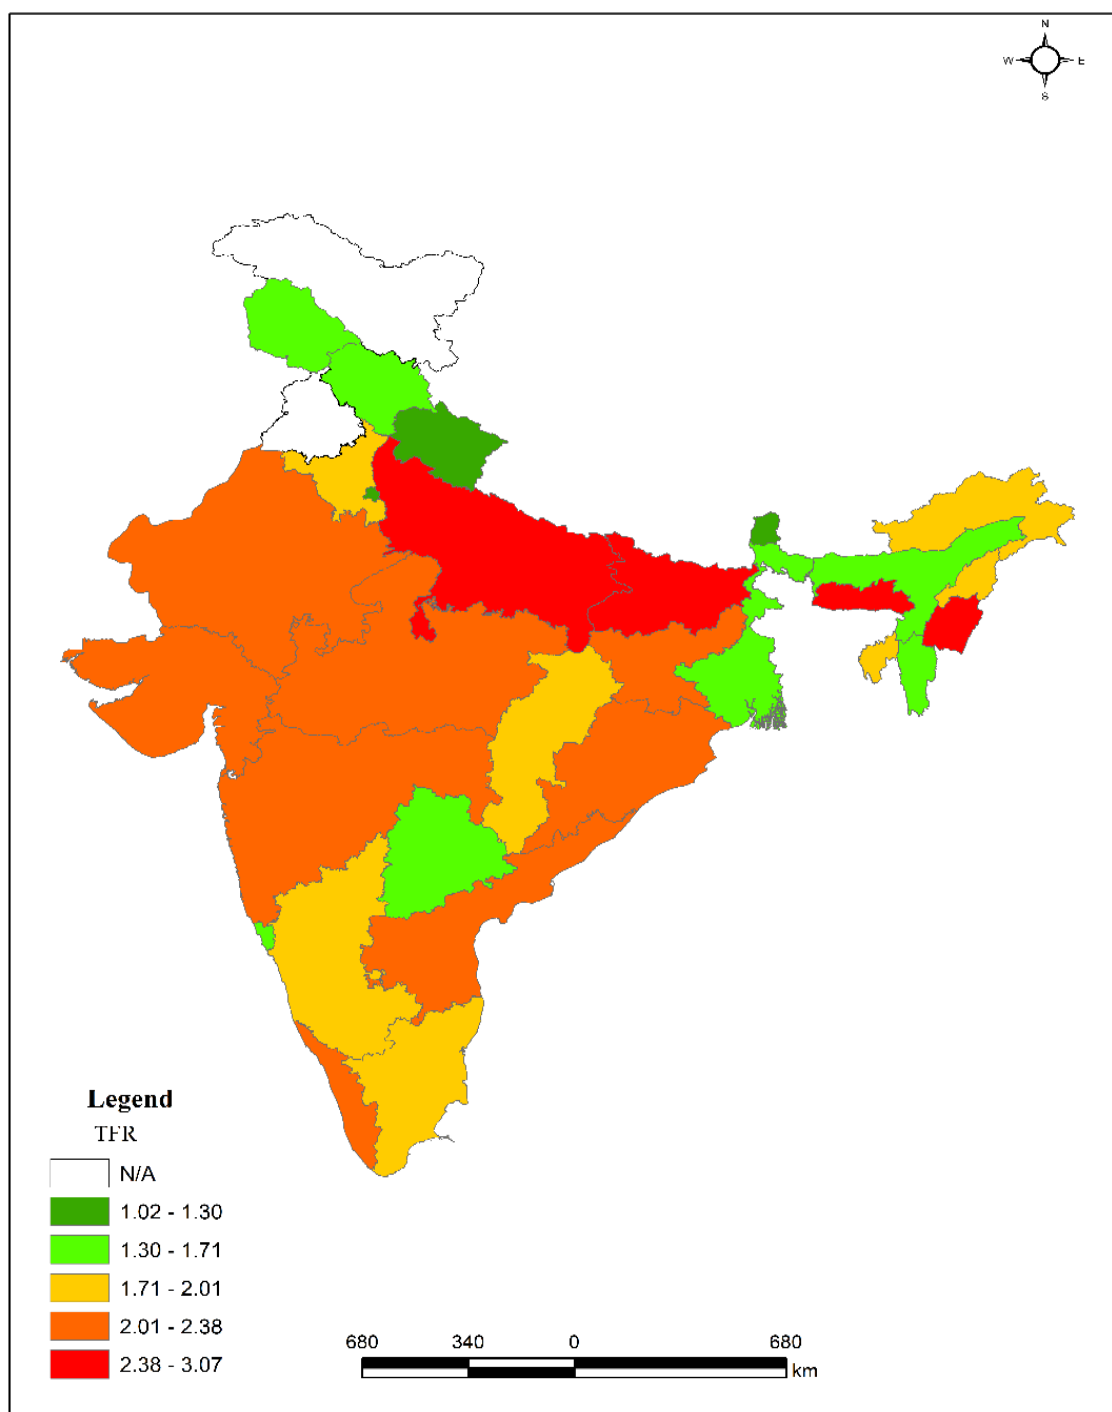 N
W E
S
Legend
TFR
N/A
1.02 - 1.30
1.30 - 1.71
1.71 - 2.01
2.01 - 2.38
2.38 - 3.07
680 340 0 680
km